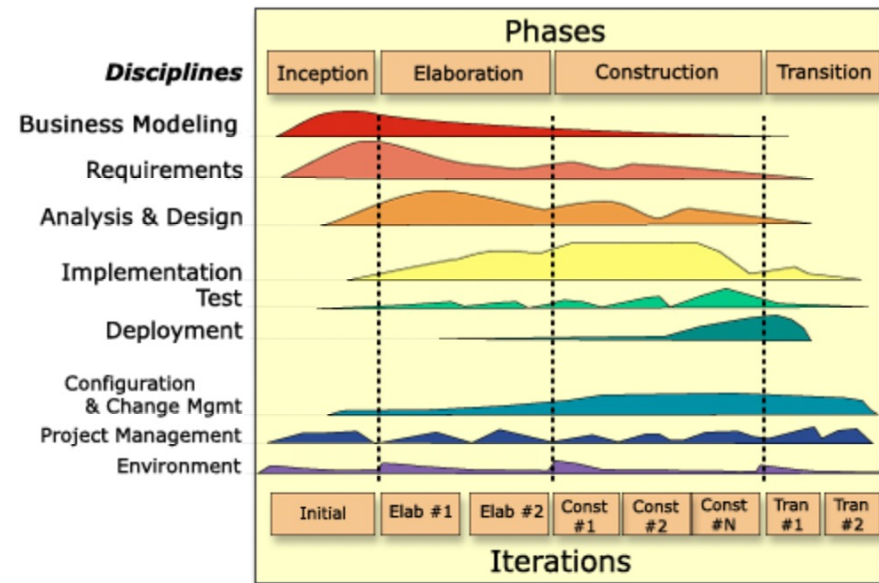 Phases
Disciplines Inception Elaboration Construction Transition
Business Modeling
Requirements
Analysis & Design
Implementation
Test
Deployment
Configuration
& Change Mgmt
Project Management
Environment
Initial Elab #1 Elab #2 Const #1 Const #2 Const #N Tran #1 Tran #2
Iterations